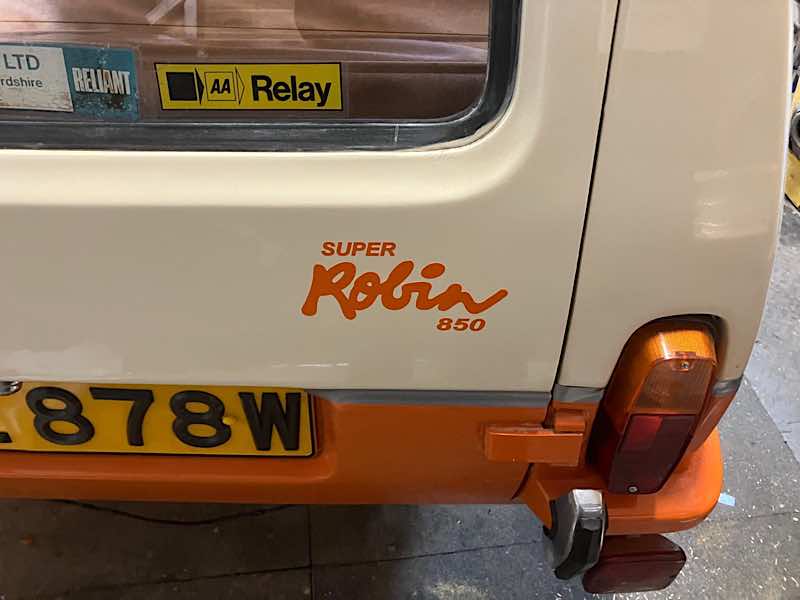 LTD
rdshire
RELIANT
AA Relay
SUPER
Robin
850
878W